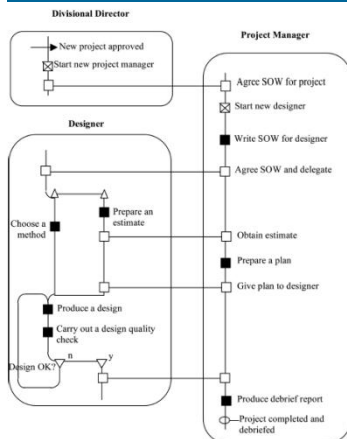 Divisional Director
New project approved
Start new project manager
Project Manager
Agree SOW for project
Start new designer
Write SOW for designer
Agree SOW and delegate
Obtain estimate
Prepare a plan
Give plan to designer
Produce debrief report
Project completed and
debriefed
Designer
Choose a
method
Prepare an
estimate
Produce a design
Carry out a design quality
check
Design OK?
n
y